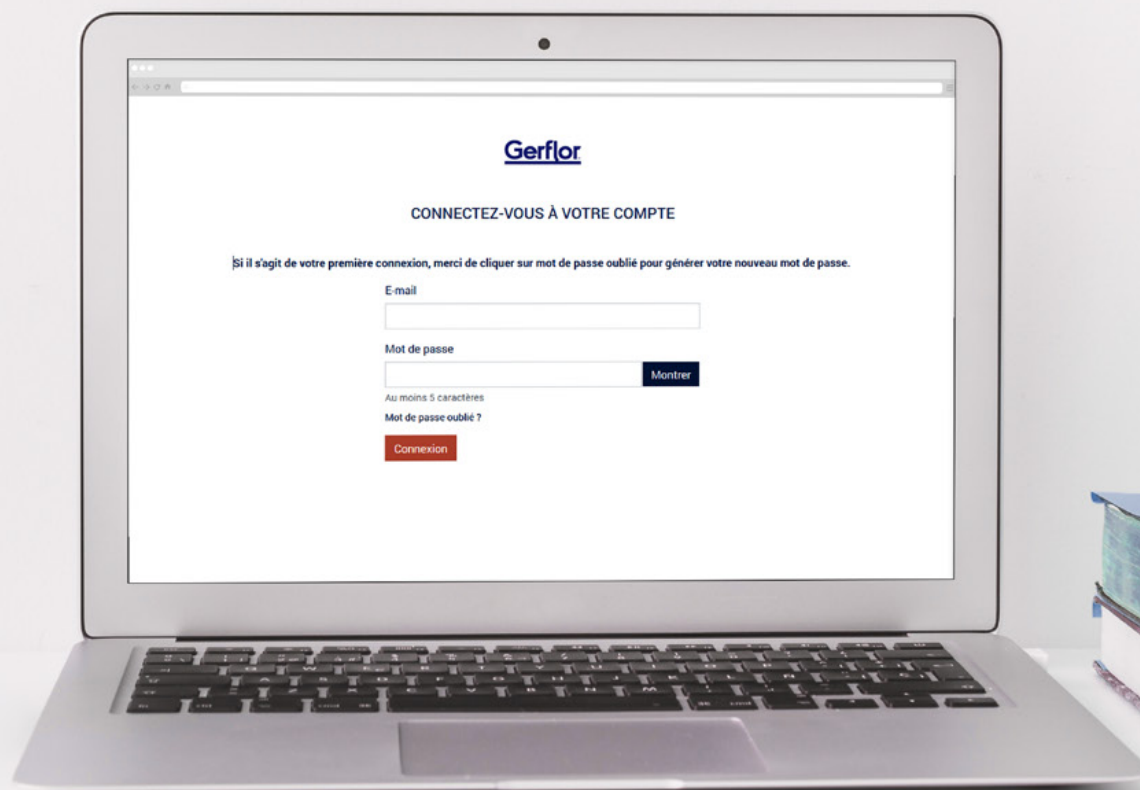 Gerflor
CONNECTEZ-VOUS À VOTRE COMPTE
Si il s'agit de votre première connexion, merci de cliquer sur mot de passe oublié pour générer votre nouveau mot de passe.
E-mail
Mot de passe
Montrer
Au moins 5 caractères
Mot de passe oublié ?
Connexion